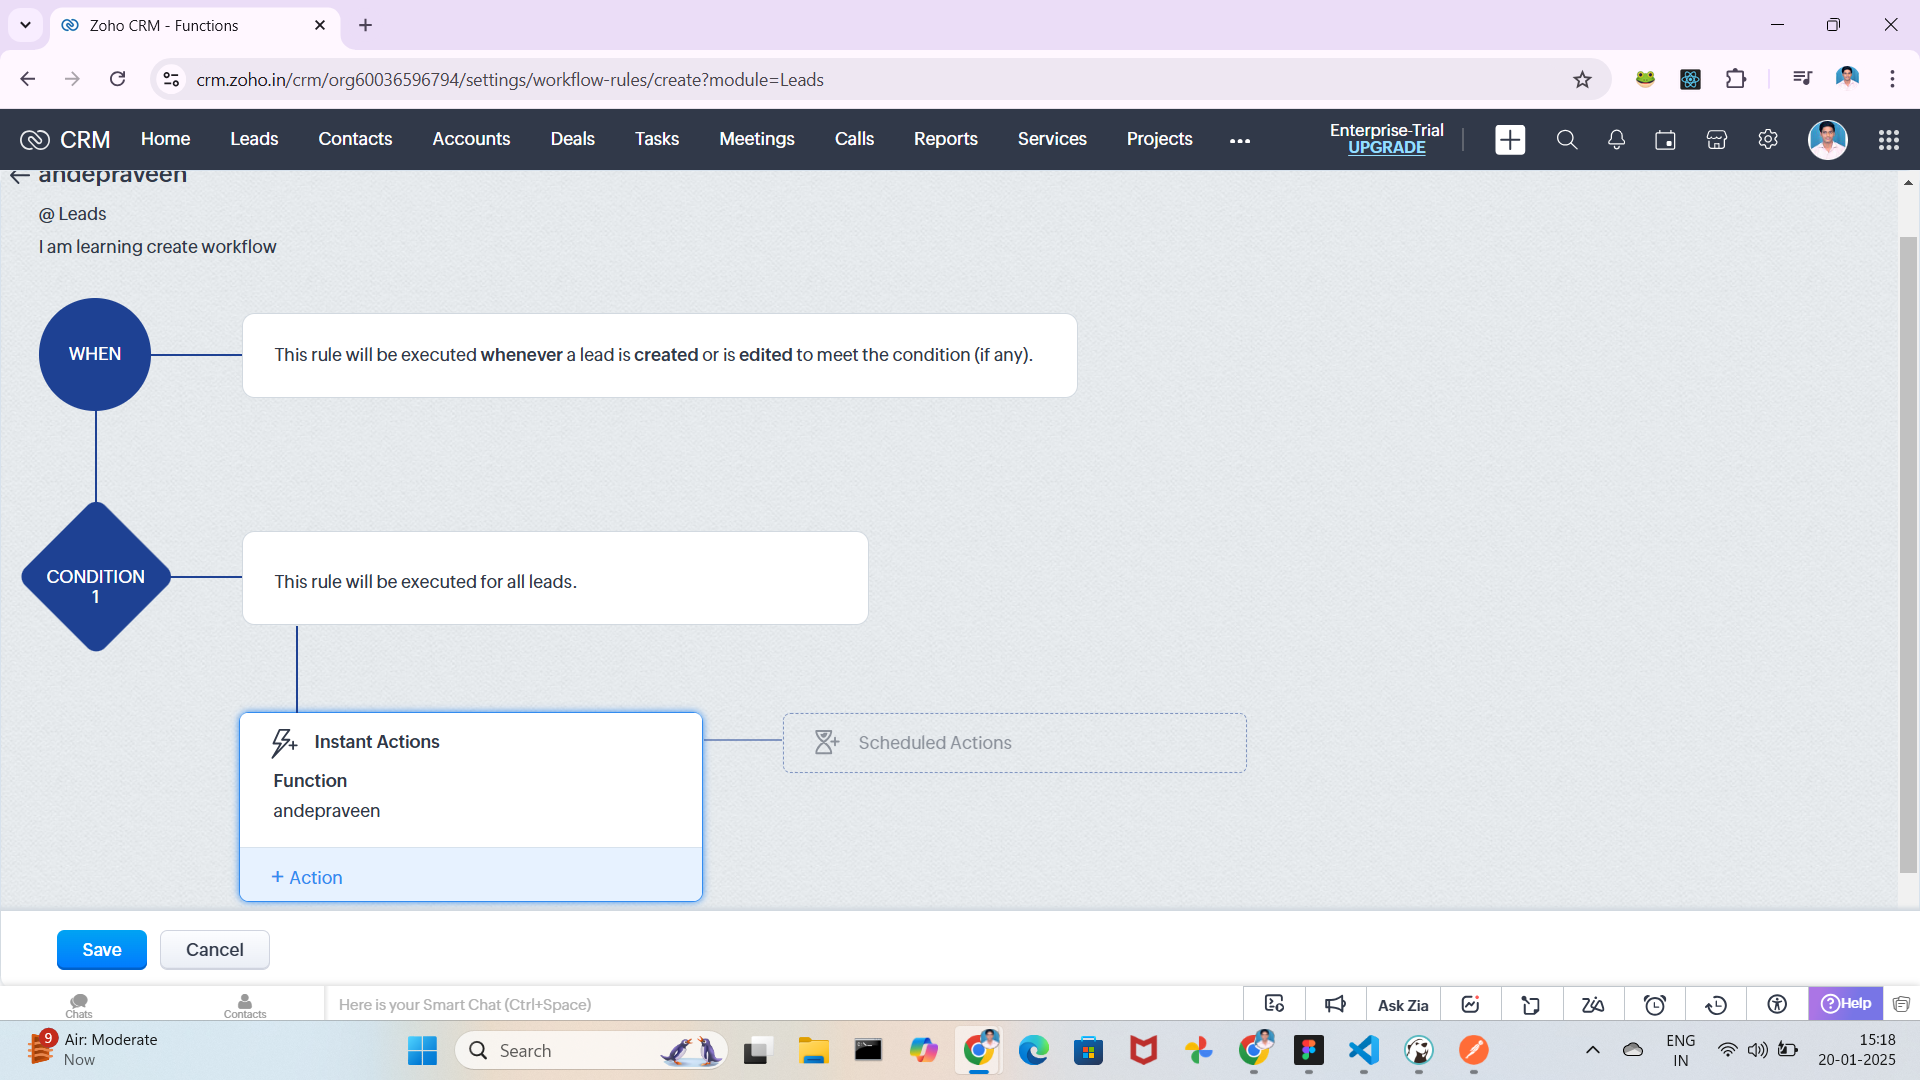 Zoho CRM - Functions
crm.zoho.in/crm/org60036596794/settings/workflow-rules/create?module=Leads
CRM
Home
Leads
Contacts
Accounts
Deals
Tasks
Meetings
Calls
Reports
Services
Projects
Enterprise-Trial
UPGRADE
andepraveen
@ Leads
I am learning create workflow
WHEN
This rule will be executed whenever a lead is created or is edited to meet the condition (if any).
CONDITION
1
This rule will be executed for all leads.
Instant Actions
Function
andepraveen
+ Action
Scheduled Actions
Save
Cancel
Chats
Contacts
Here is your Smart Chat (Ctrl+Space)
Ask Zia
Help
9
Air: Moderate
Now
Search
ENG
IN
15:18
20-01-2025